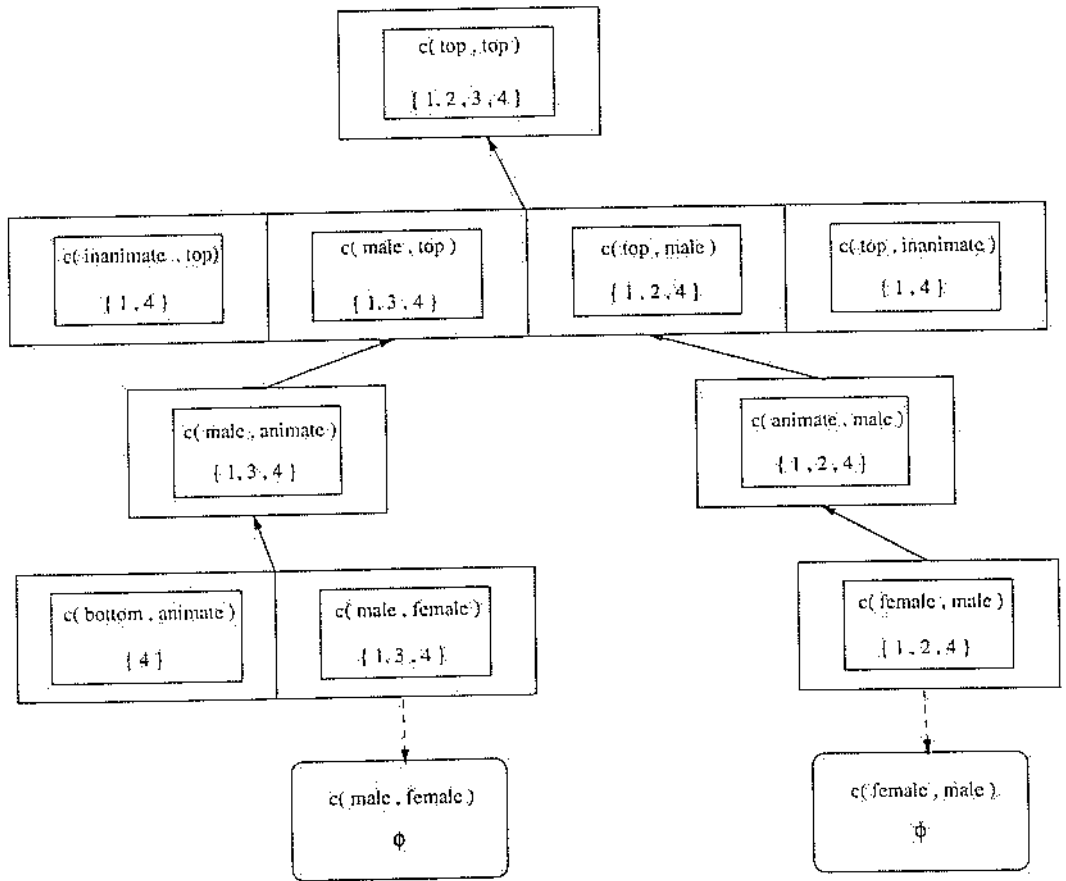 c( top , top )
{ 1, 2 , 3 , 4 }
c( inanimate , top)
{ 1 , 4 }
c( male , top )
{ 1, 3 , 4 }
c( top , male )
{ 1 , 2 , 4 }
c( top , inanimate )
{ 1 , 4 }
c( male , animate )
{ 1, 3 , 4 }
c( animate , male )
{ 1 , 2 , 4 }
c( bottom , animate )
{ 4 }
c( male , female )
{ 1, 3 , 4 }
c( female , male )
{ 1 , 2 , 4 }
c( male , female )
ϕ
c( female , male )
ϕ